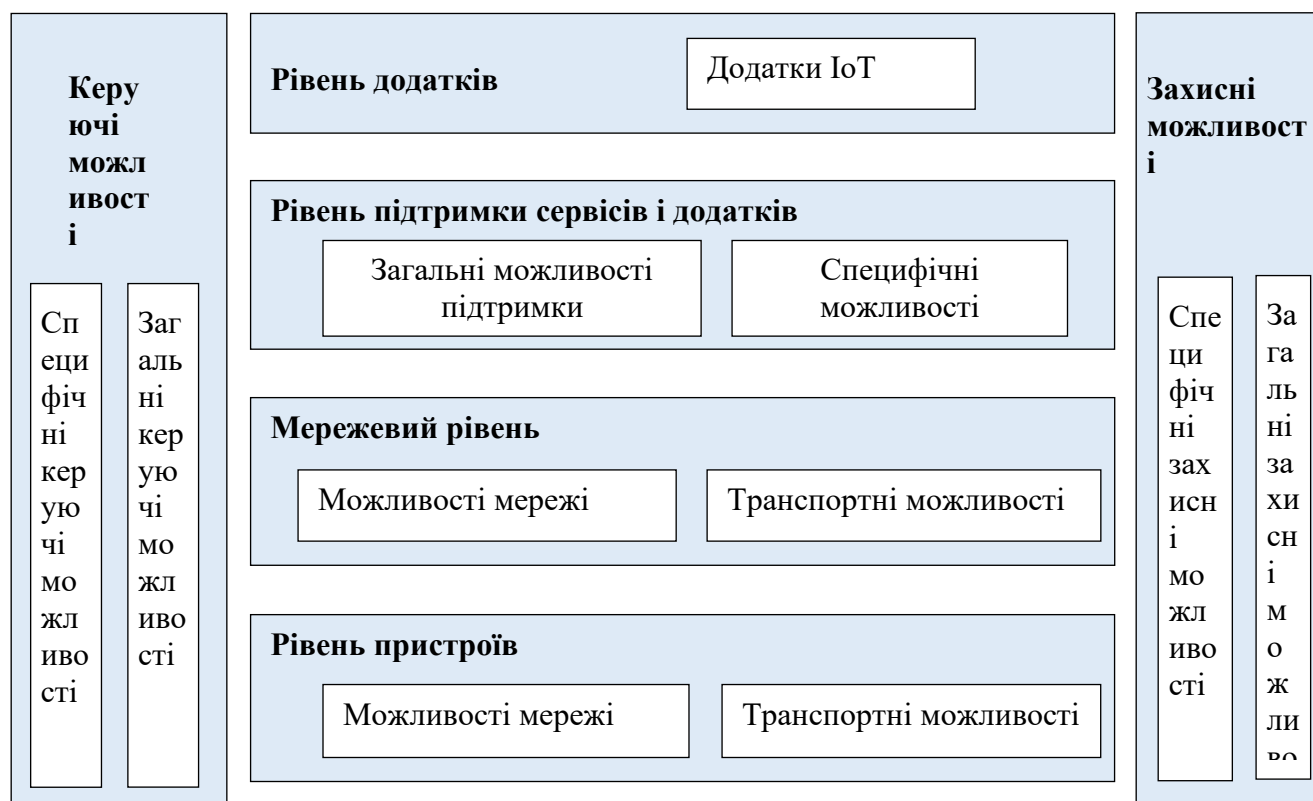 Керу
ючі
можл
ивост
і
Сп
еци
фіч
ні
кер
ую
чі
мо
жл
иво
сті
Заг
аль
ні
кер
ую
чі
мо
жл
иво
сті
Рівень додатків
Додатки ІоТ
Рівень підтримки сервісів і додатків
Загальні можливості
підтримки
Специфічні
можливості
Мережевий рівень
Можливості мережі
Транспортні можливості
Рівень пристроїв
Можливості мережі
Транспортні можливості
Захисні
можливост
і
Спе
ци
фіч
ні
зах
исн
і
мо
жл
иво
сті
За
га
ль
ні
за
хи
сн
і
м
о
ж
ли
во